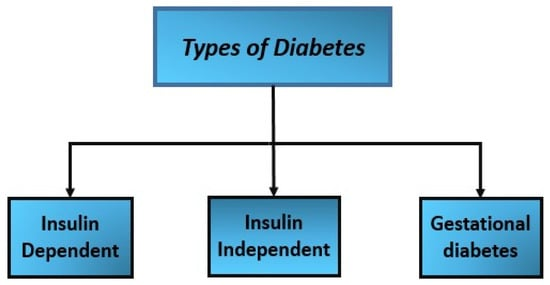 Types of Diabetes
Insulin
Dependent
Insulin
Independent
Gestational
diabetes